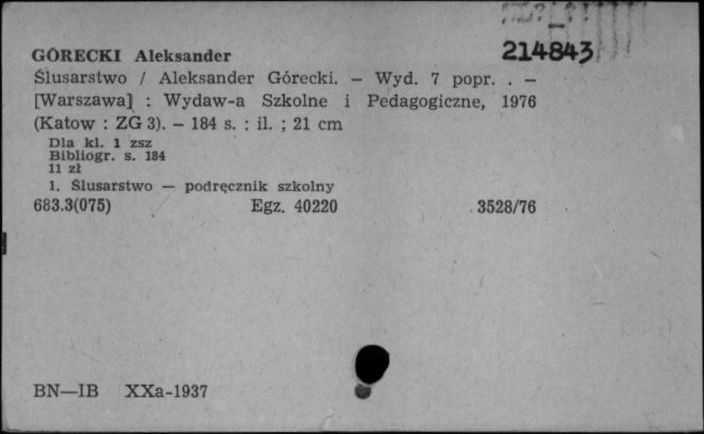 214843
GÓRECKI Aleksander
Ślusarstwo / Aleksander Górecki. — Wyd. 7 popr. . —
[Warszawa] : Wydaw-a Szkolne i Pedagogiczne, 1976
(Katow : ZG 3). — 184 s. : il. ; 21 cm
Dla kl. 1 zsz
Bibliogr. s. 184
11 zł
1. Ślusarstwo — podręcznik szkolny
683.3(075) Egz. 40220 3528/76
BN—IB XXa-1937